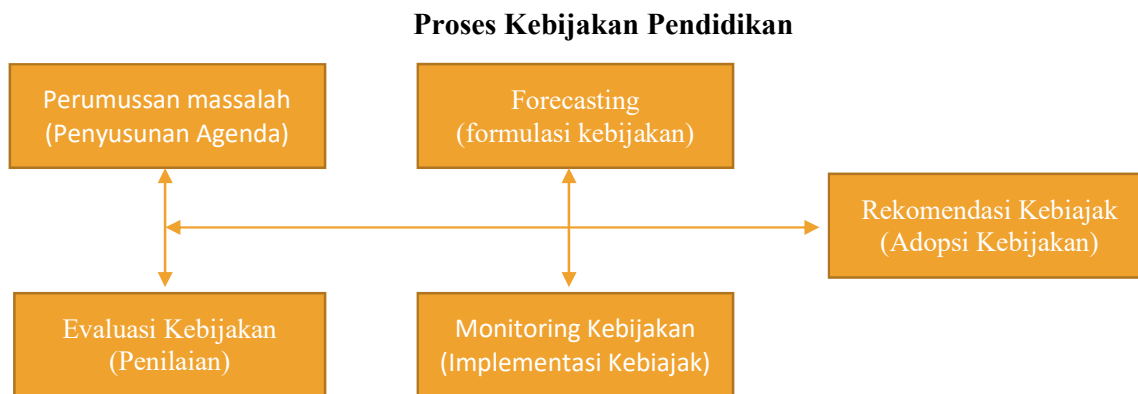 Proses Kebijakan Pendidikan
Perumussan massalah
(Penyusunan Agenda)
Forecasting
(formulasi kebijakan)
Rekomendasi Kebiajak
(Adopsi Kebijakan)
Evaluasi Kebijakan
(Penilaian)
Monitoring Kebijakan
(Implementasi Kebiajak)